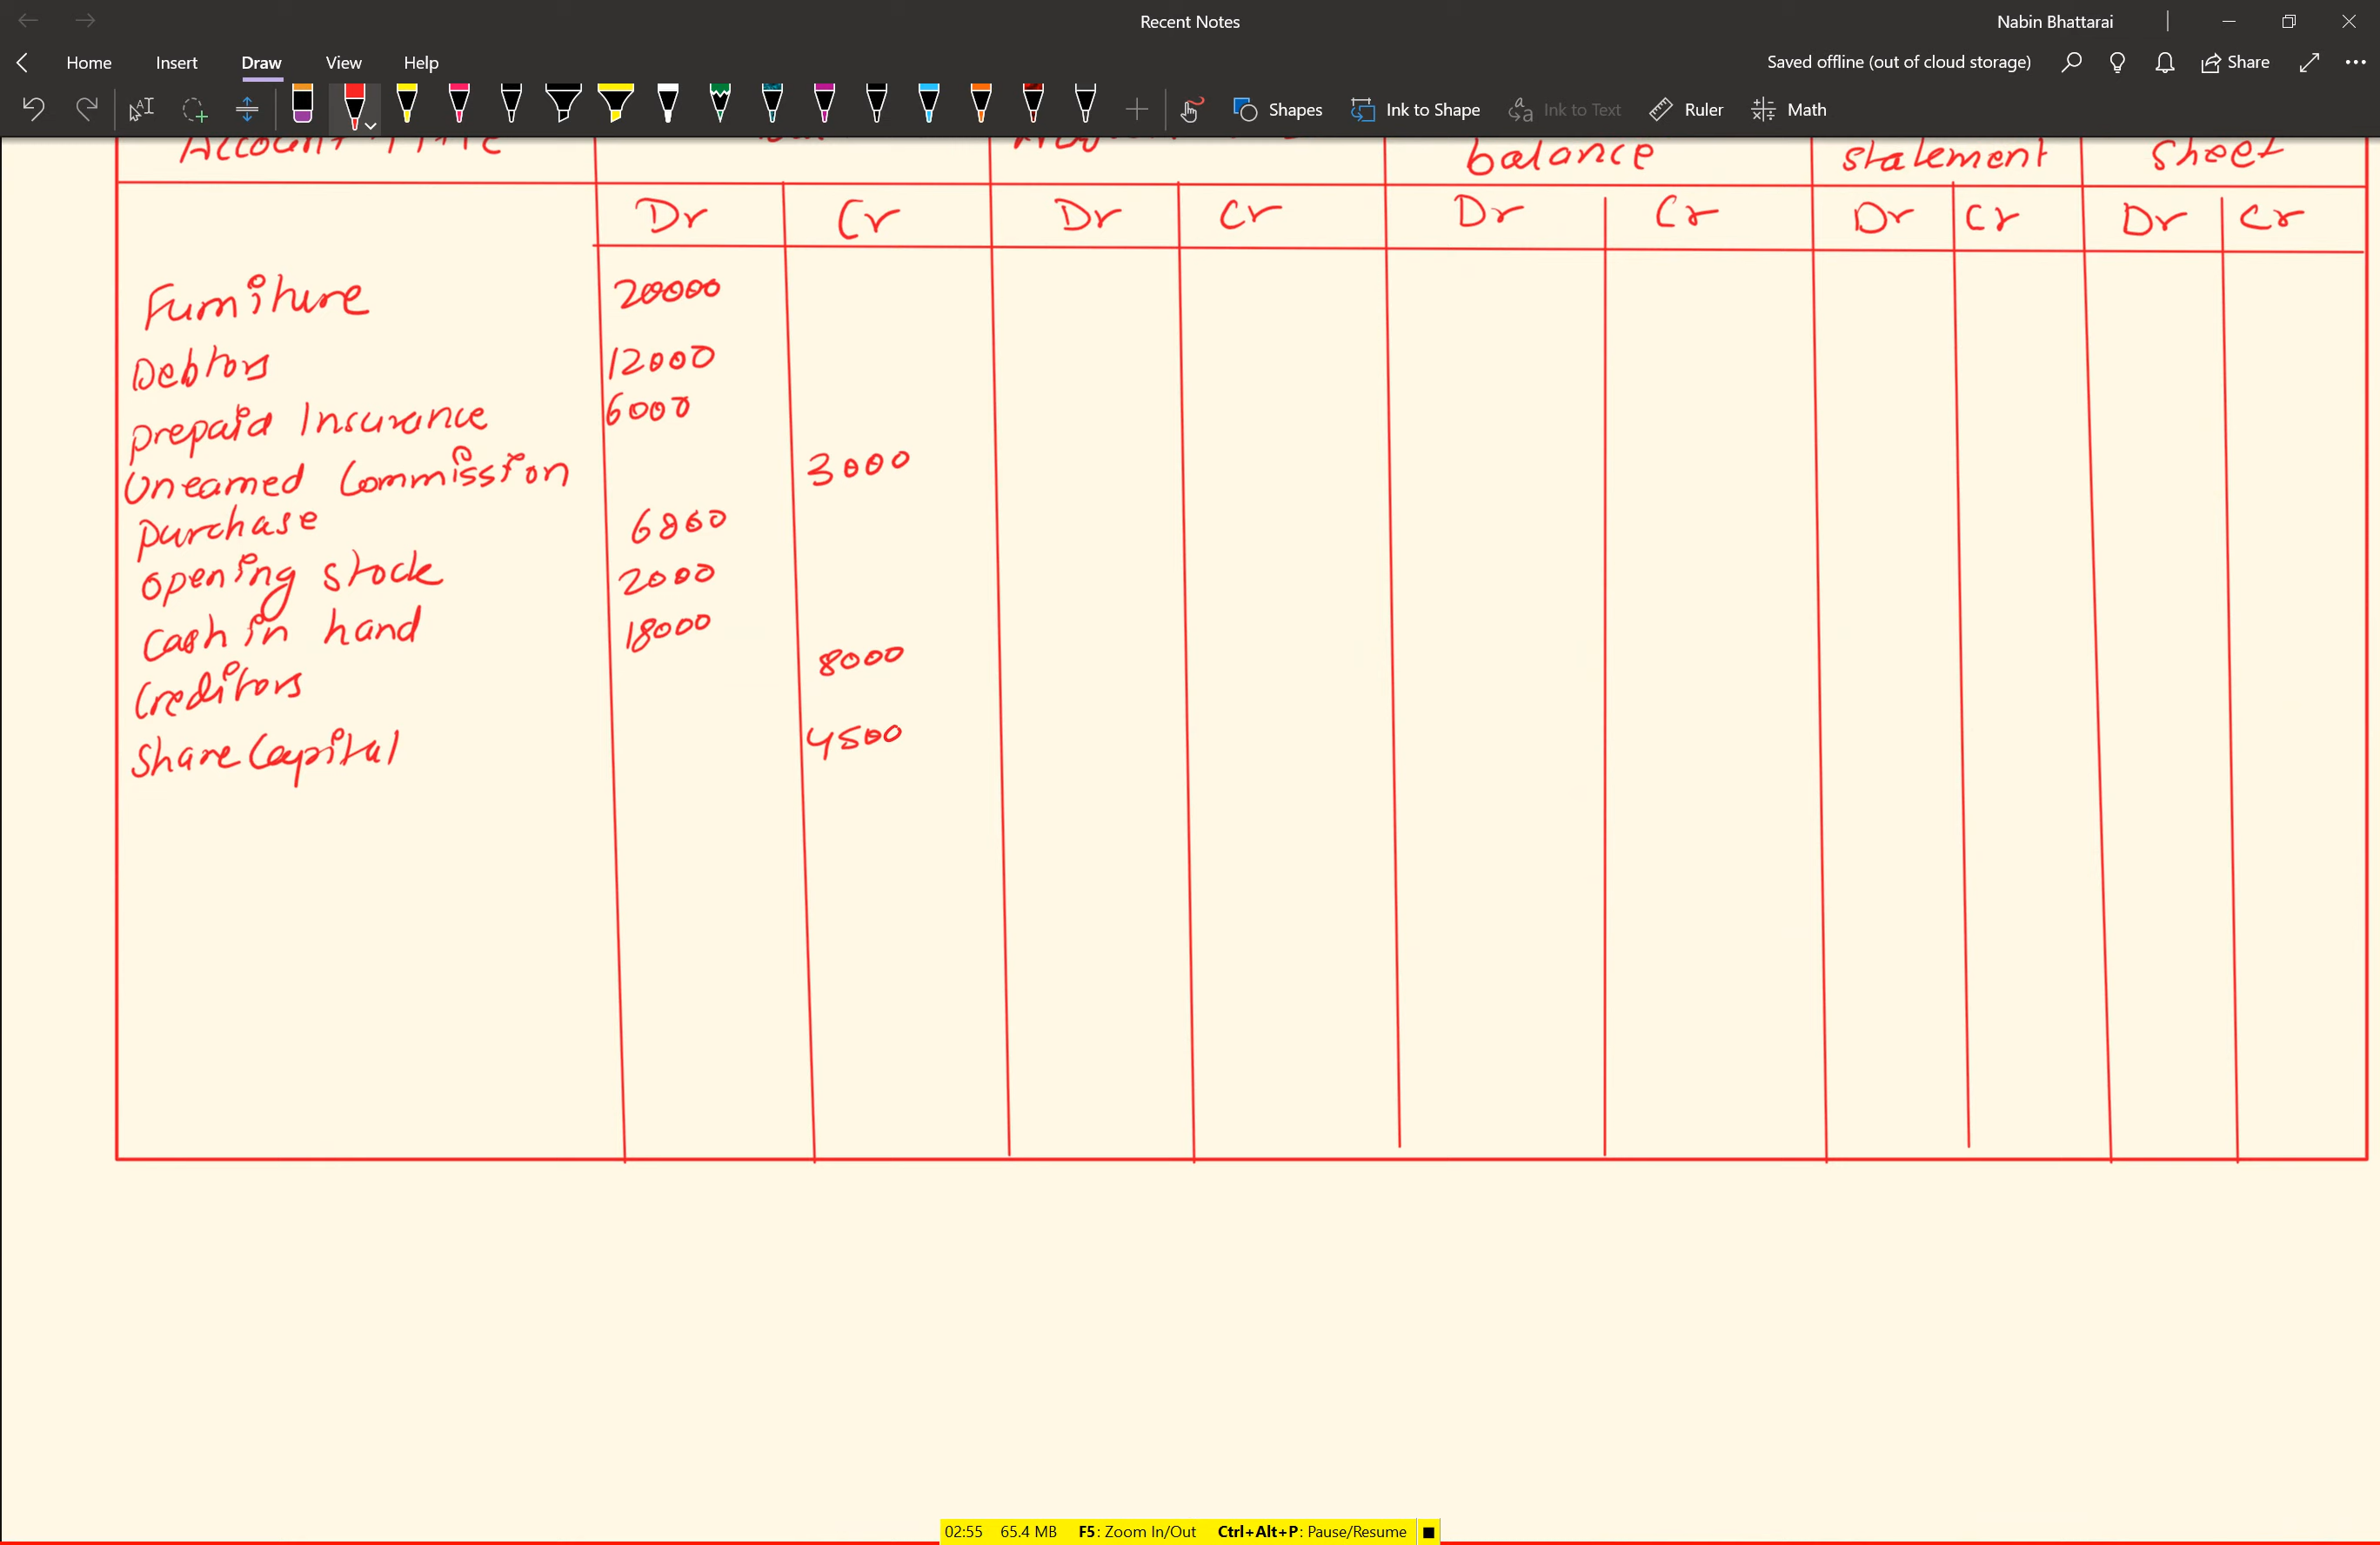 Recent Notes Nabin Bhattarai
Home Insert Draw View Help Saved offline (out of cloud storage) Share
Shapes Ink to Shape Ink to Text Ruler Math
Account Title balance statement Sheet
Dr Cr Dr Cr Dr Cr Dr Cr Dr Cr
Furniture 20000
Debtors 12000
prepaid Insurance 6000
Unearned Commission 3000
purchase 6800
opening stock 2000
Cash in hand 18000
Creditors 8000
Share Capital 4500
02:55 65.4 MB F5: Zoom In/Out Ctrl+Alt+P: Pause/Resume